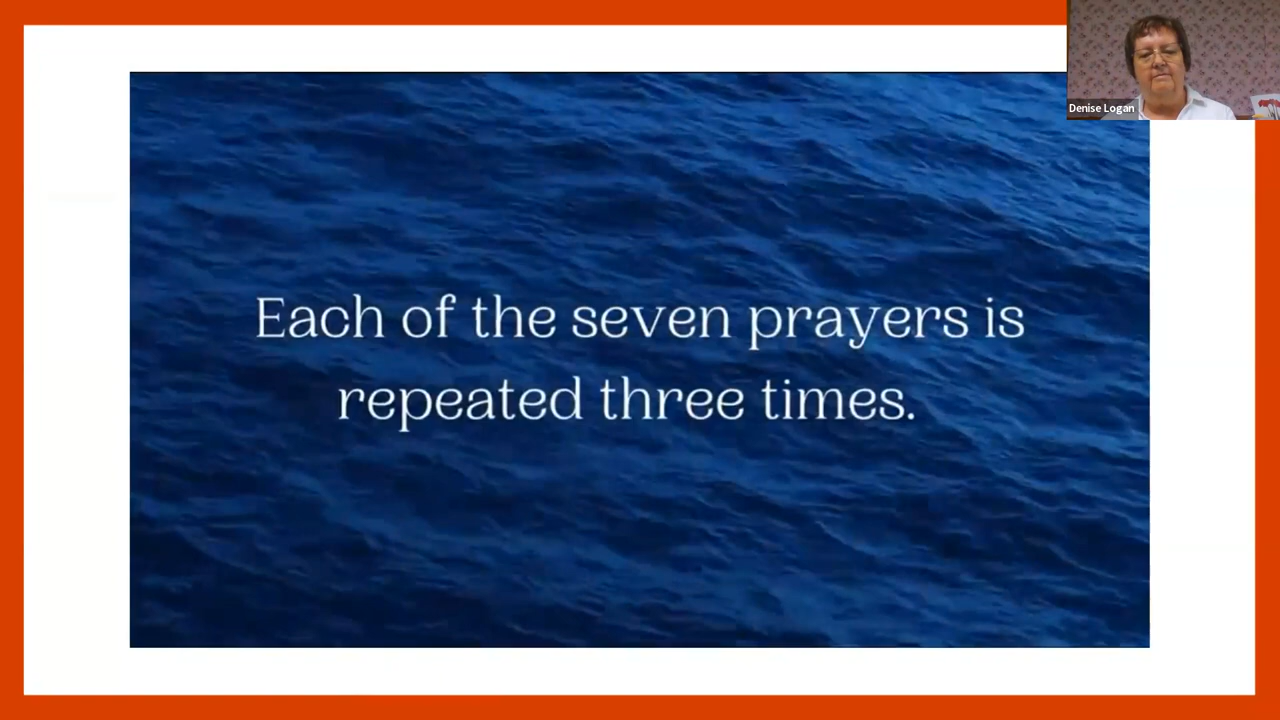 Denise Logan
Each of the seven prayers is
repeated three times.